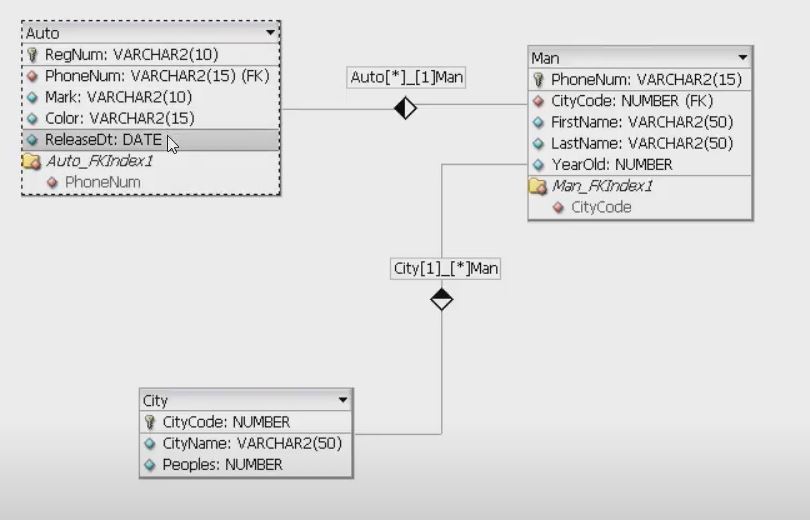 Auto
RegNum: VARCHAR2(10)
PhoneNum: VARCHAR2(15) (FK)
Mark: VARCHAR2(10)
Color: VARCHAR2(15)
ReleaseDt: DATE
Auto_FKIndex1
PhoneNum
Auto[*]_[1]Man
Man
PhoneNum: VARCHAR2(15)
CityCode: NUMBER (FK)
FirstName: VARCHAR2(50)
LastName: VARCHAR2(50)
YearOld: NUMBER
Man_FKIndex1
CityCode
City[1]_[*]Man
City
CityCode: NUMBER
CityName: VARCHAR2(50)
Peoples: NUMBER